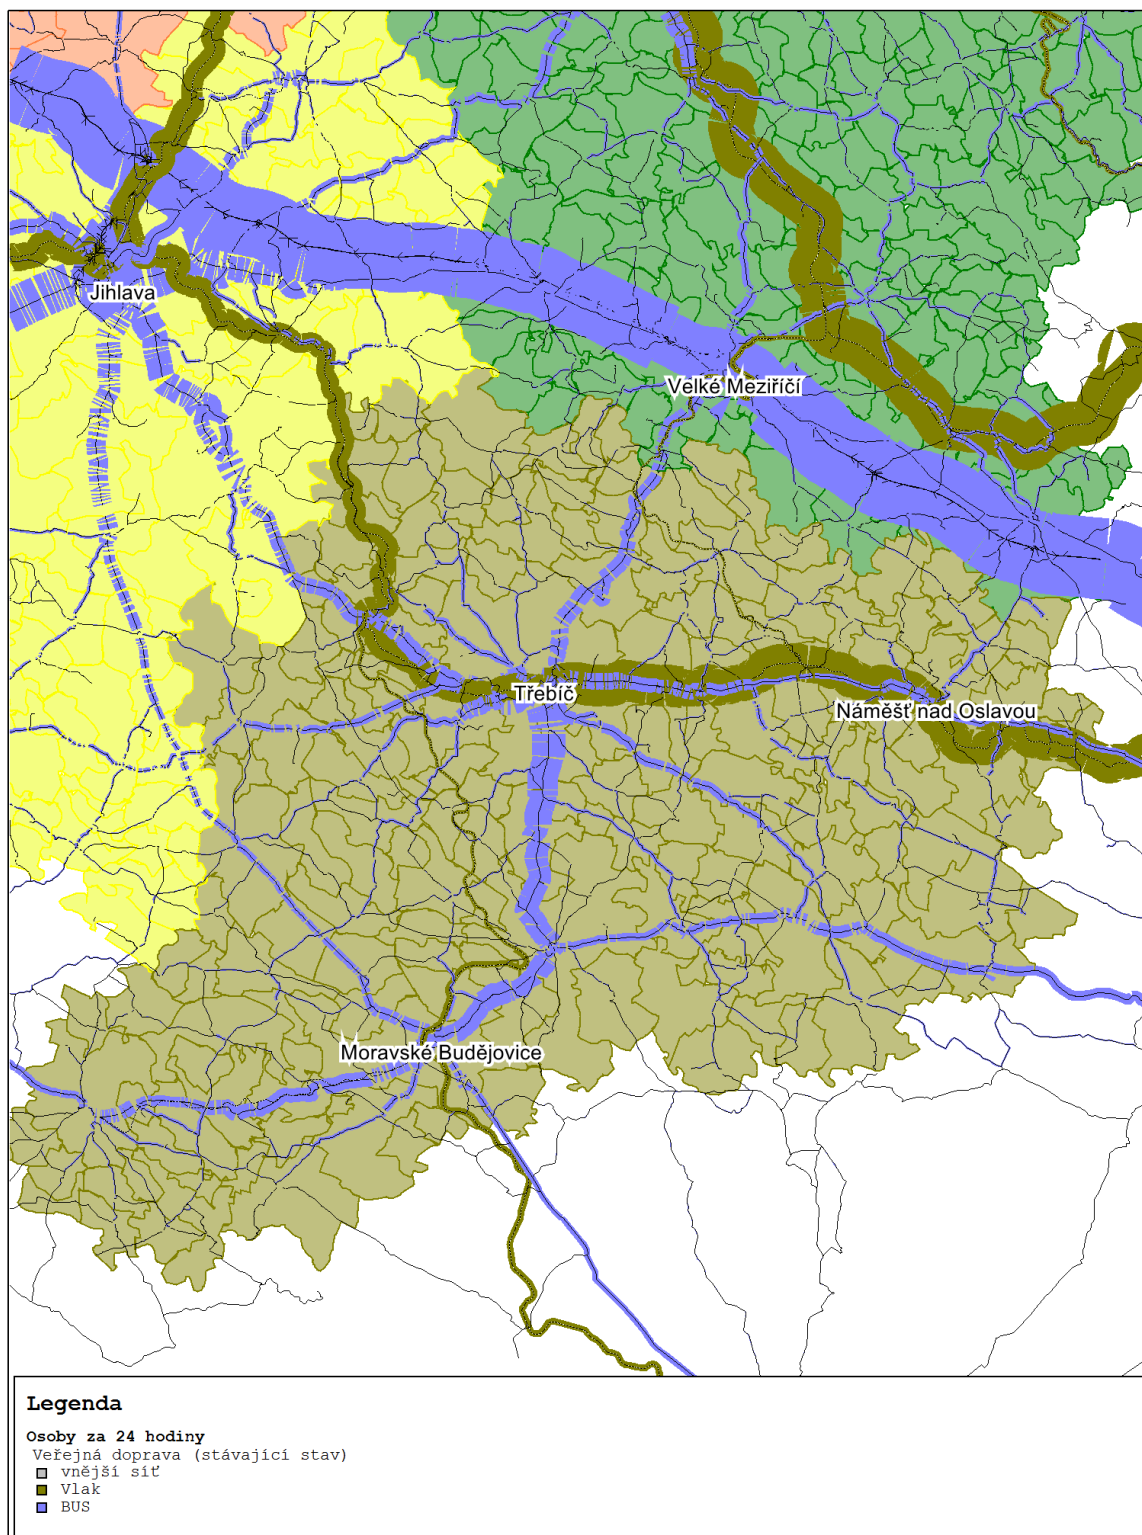 Jihlava
Velké Meziříčí
Třebíč
Náměšť nad Oslavou
Moravské Budějovice
Legenda
Osoby za 24 hodiny
Veřejná doprava (stávající stav)
vnější síť
Vlak
BUS